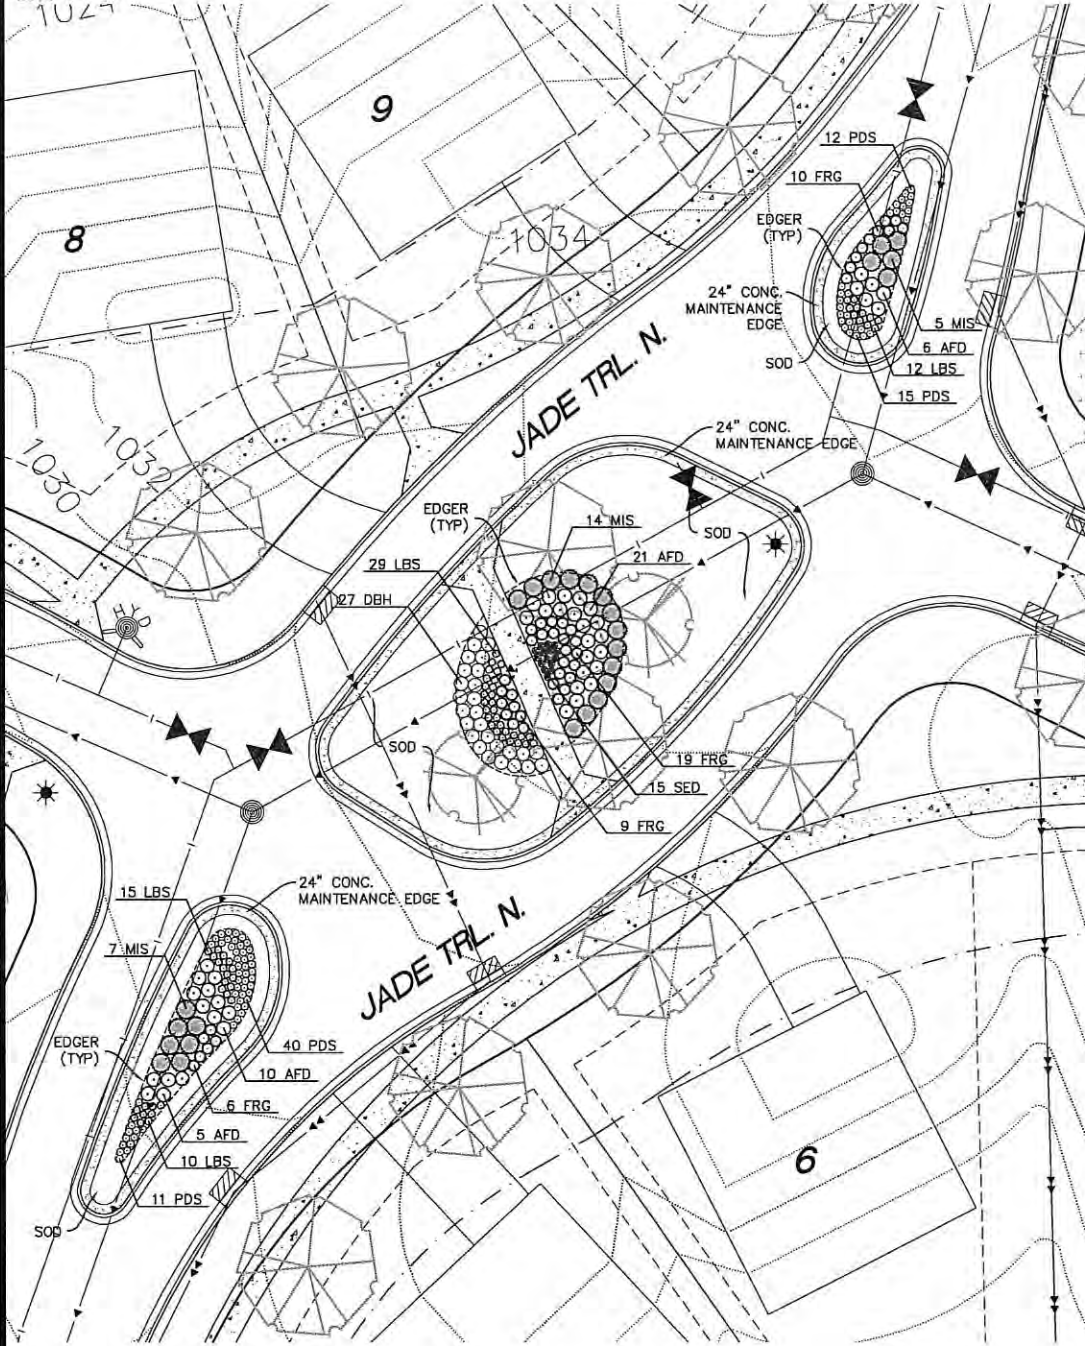 1024
9
8
1034
12 PDS
10 FRG
EDGER
(TYP)
24" CONC.
MAINTENANCE
EDGE
SOD
5 MIS
6 AFD
12 LBS
15 PDS
JADE TRL. N.
24" CONC.
MAINTENANCE EDGE
1032
1030
EDGER
(TYP)
14 MIS
SOD
21 AFD
29 LBS
27 DBH
HYD
SOD
19 FRG
15 SED
9 FRG
24" CONC.
MAINTENANCE EDGE
15 LBS
7 MIS
JADE TRL. N.
EDGER
(TYP)
40 PDS
10 AFD
6 FRG
5 AFD
10 LBS
11 PDS
SOD
6